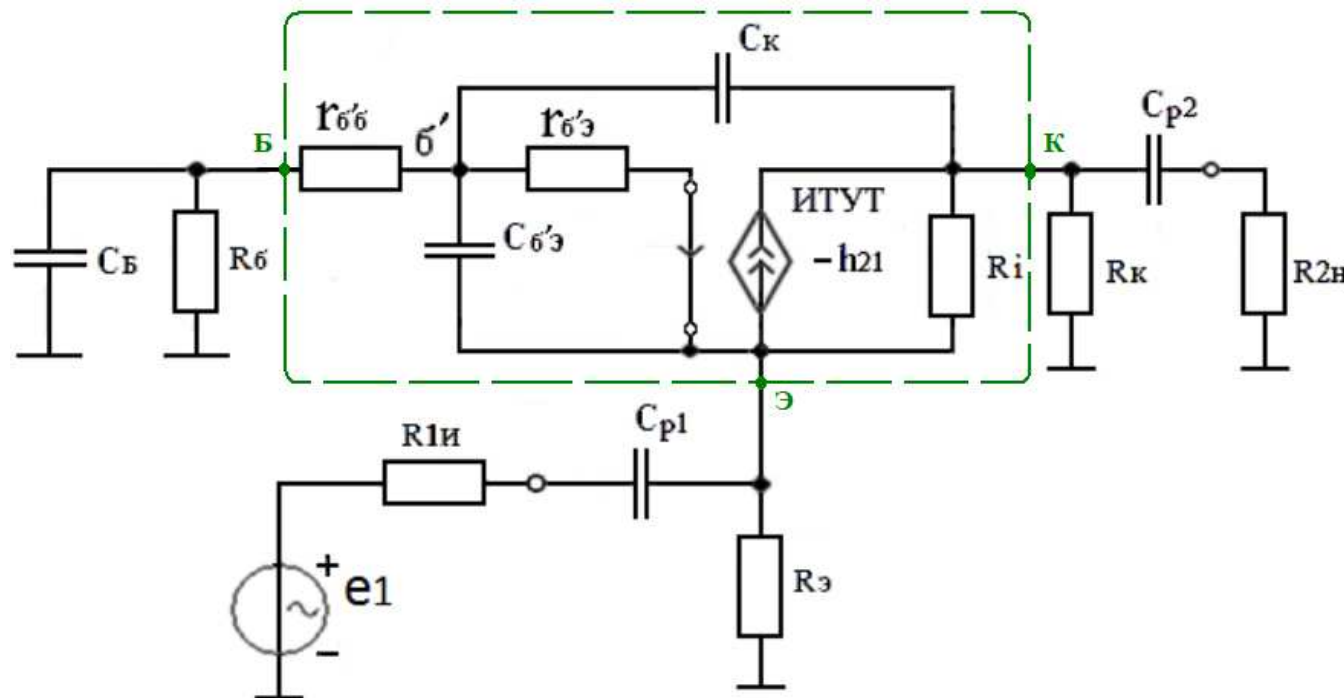 Cк
Cр2
rб'б
б'
rб'э
Б
К
ИТУТ
-h21
Cб'э
CБ
Rб
Ri
Rк
R2н
Э
Cр1
R1и
+
e1
-
Rэ